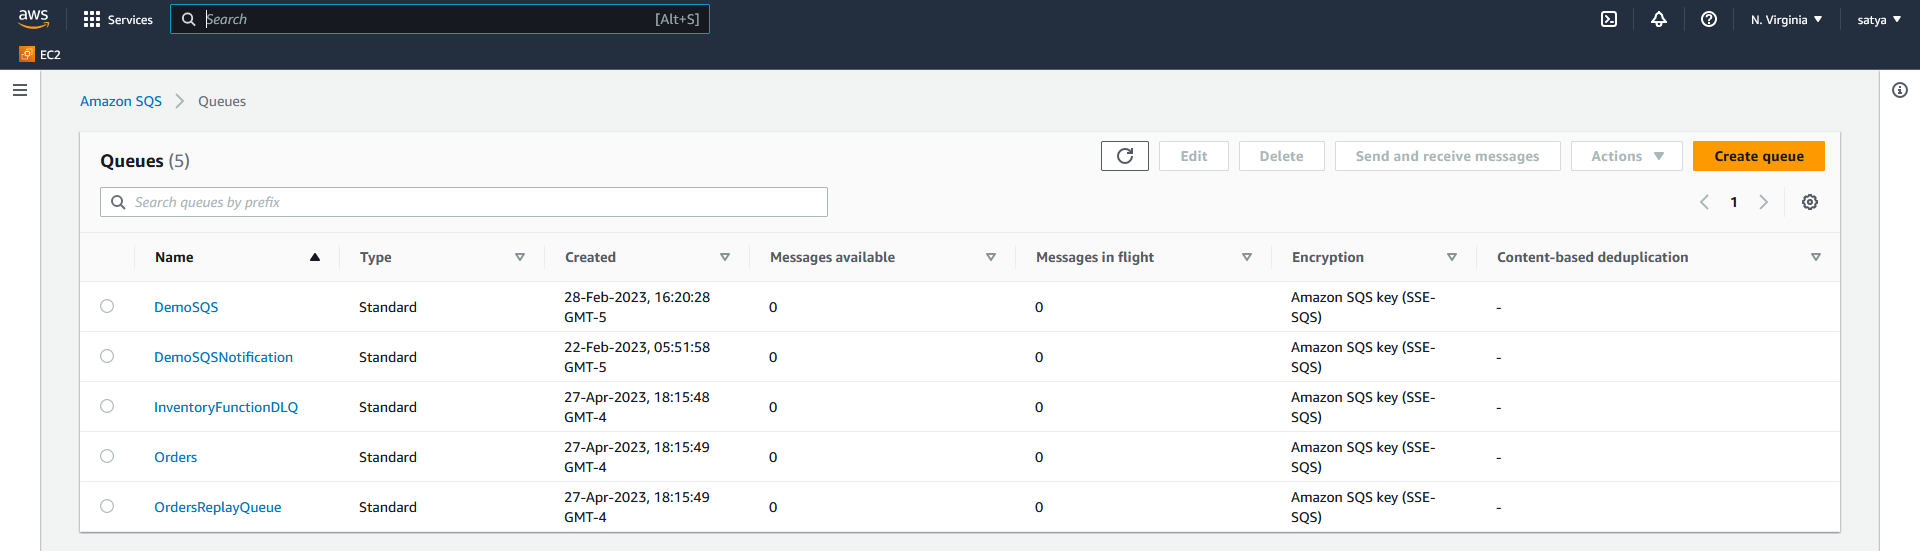 aws Services Search [Alt+S] N. Virginia satya
EC2
Amazon SQS Queues
Queues (5) Edit Delete Send and receive messages Actions Create queue
Search queues by prefix 1
Name Type Created Messages available Messages in flight Encryption Content-based deduplication
DemoSQS Standard 28-Feb-2023, 16:20:28 GMT-5 0 0 Amazon SQS key (SSE-SQS) -
DemoSQSNotification Standard 22-Feb-2023, 05:51:58 GMT-5 0 0 Amazon SQS key (SSE-SQS) -
InventoryFunctionDLQ Standard 27-Apr-2023, 18:15:48 GMT-4 0 0 Amazon SQS key (SSE-SQS) -
Orders Standard 27-Apr-2023, 18:15:49 GMT-4 0 0 Amazon SQS key (SSE-SQS) -
OrdersReplayQueue Standard 27-Apr-2023, 18:15:49 GMT-4 0 0 Amazon SQS key (SSE-SQS) -